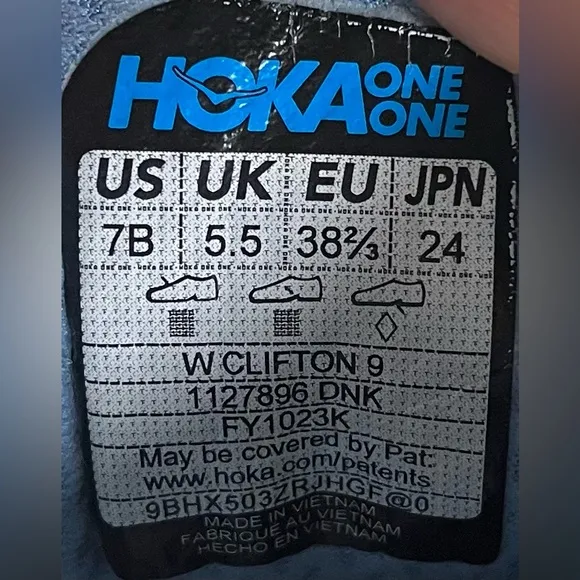 HOKA ONE ONE
US UK EU JPN
7B 5.5 38⅔ 24
W CLIFTON 9
1127896 DNK
FY1023K
May be covered by Pat:
www.hoka.com/patents
9BHX503ZRJHGF@0
MADE IN VIETNAM
FABRIQUE AU VIETNAM
HECHO EN VIETNAM